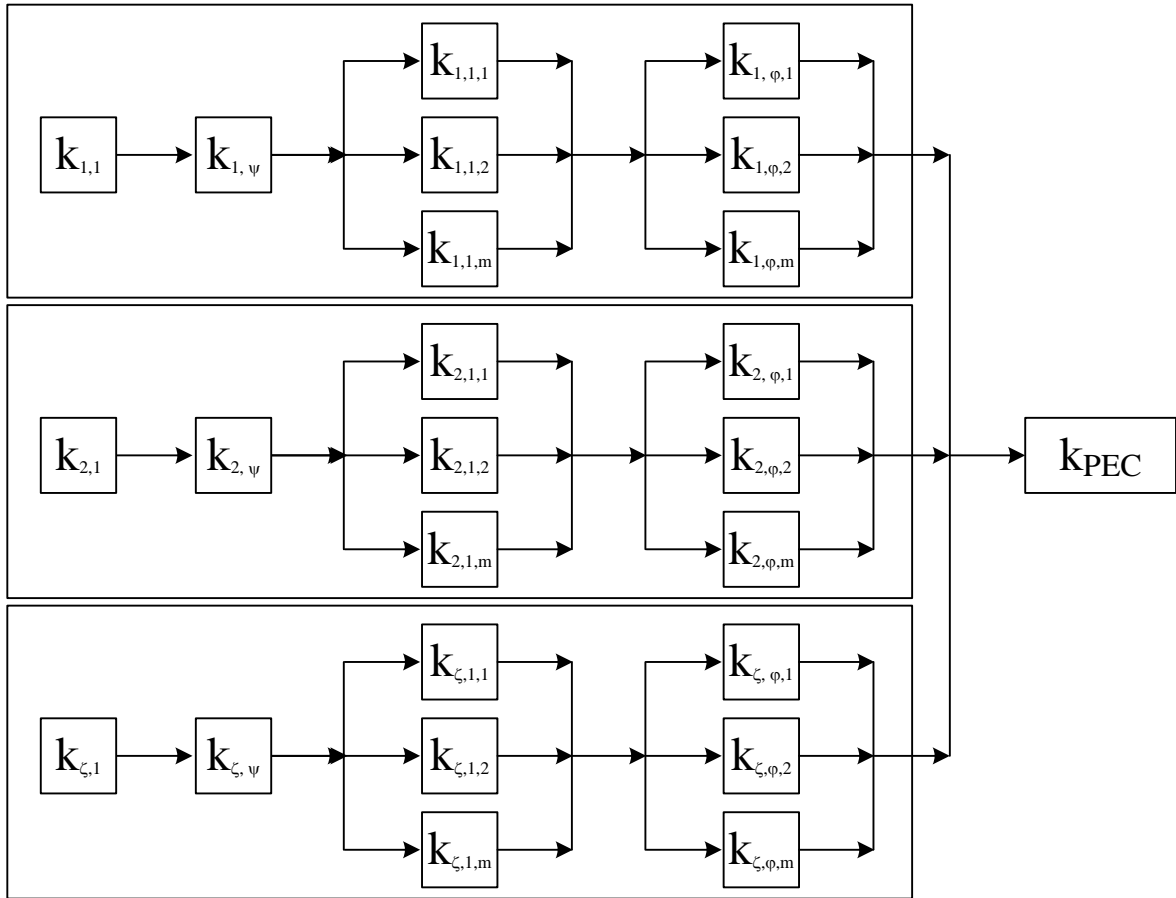 k1,1,1 k1, φ,1
k1,1 k1, ψ k1,1,2 k1,φ,2
k1,1,m k1,φ,m
k2,1,1 k2, φ,1
k2,1 k2, ψ k2,1,2 k2,φ,2 kPEC
k2,1,m k2,φ,m
kζ,1,1 kζ, φ,1
kζ,1 kζ, ψ kζ,1,2 kζ,φ,2
kζ,1,m kζ,φ,m